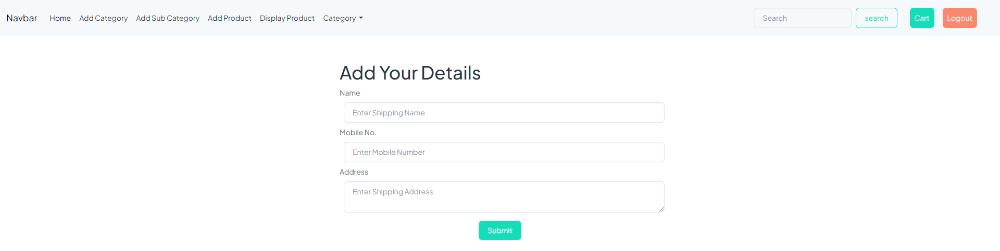 Navbar Home Add Category Add Sub Category Add Product Display Product Category Search search Cart Logout
Add Your Details
Name
Enter Shipping Name
Mobile No.
Enter Mobile Number
Address
Enter Shipping Address
Submit